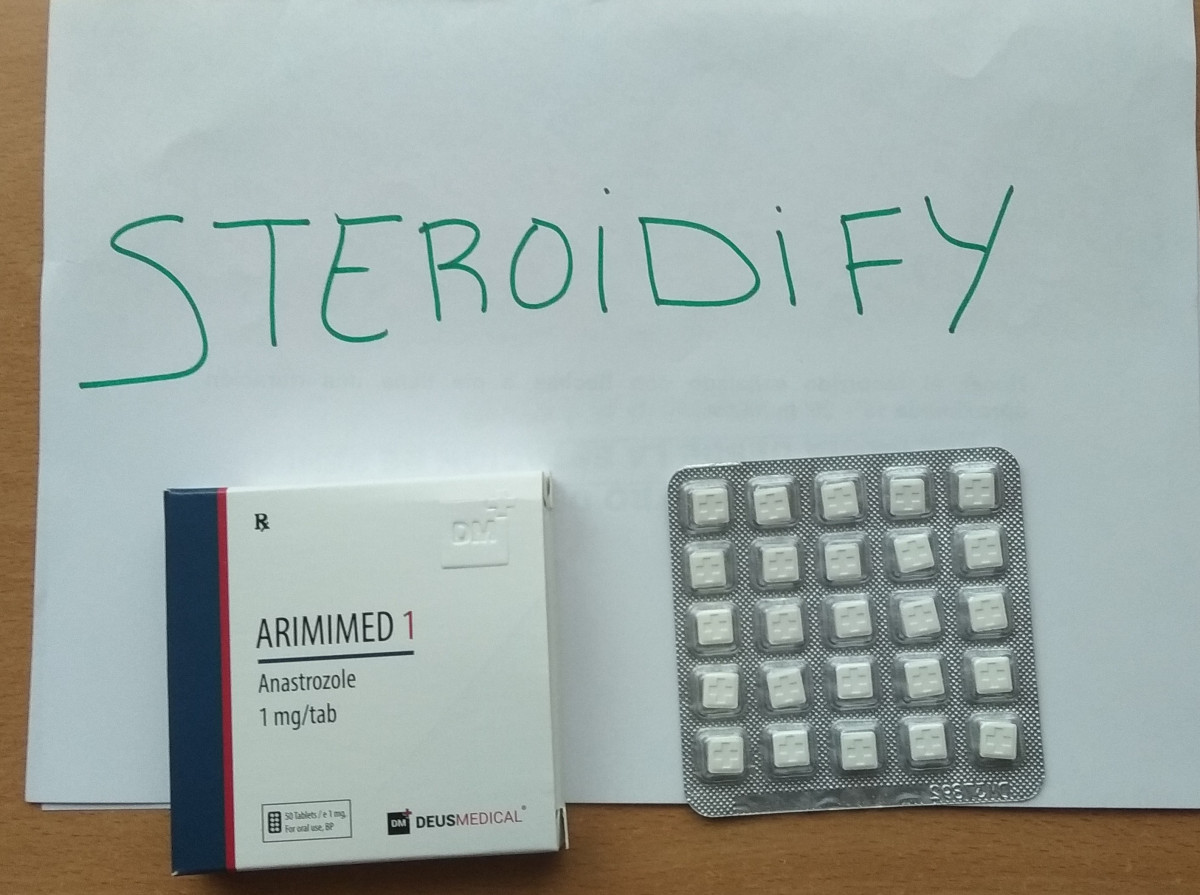 STEROiDiFY
℞
DM
ARIMIMED 1
Anastrozole
1 mg/tab
50 Tablets / e 1 mg,
For oral use, BP
DM DEUSMEDICAL®